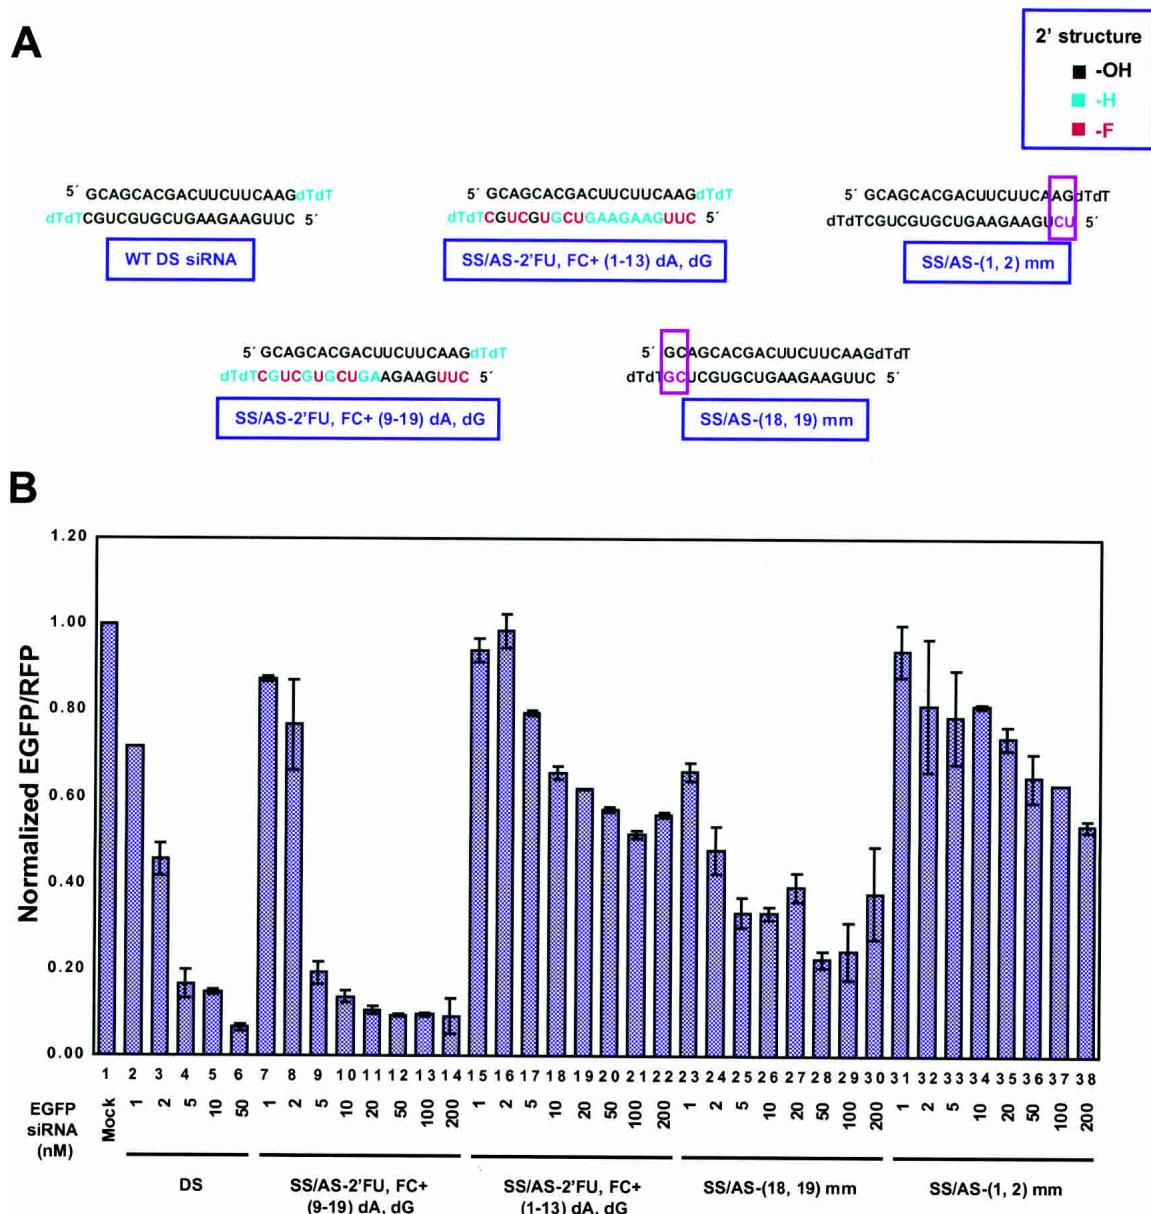 A
2' structure
-OH
-H
-F
5´ GCAGCACGACUUCUUCAAGdTdT
dTdTCGUCGUGCUGAAGAAGUUC 5´
WT DS siRNA
5´ GCAGCACGACUUCUUCAAGdTdT
dTdTCGUCGUGCUGAAGAAGUUC 5´
SS/AS-2'FU, FC+ (1-13) dA, dG
5´ GCAGCACGACUUCUUCAAGdTdT
dTdTCGUCGUGCUGAAGAAGUCU 5´
SS/AS-(1, 2) mm
5´ GCAGCACGACUUCUUCAAGdTdT
dTdTCGUCGUGCUGAAGAAGUUC 5´
SS/AS-2'FU, FC+ (9-19) dA, dG
5´ GCAGCACGACUUCUUCAAGdTdT
dTdTGCUCGUGCUGAAGAAGUUC 5´
SS/AS-(18, 19) mm
B
Normalized EGFP/RFP
1.20
1.00
0.80
0.60
0.40
0.20
0.00
1 2 3 4 5 6 7 8 9 10 11 12 13 14 15 16 17 18 19 20 21 22 23 24 25 26 27 28 29 30 31 32 33 34 35 36 37 38
EGFP
siRNA
(nM)
Mock 1 2 5 10 50 1 2 5 10 20 50 100 200 1 2 5 10 20 50 100 200 1 2 5 10 20 50 100 200 1 2 5 10 20 50 100 200
DS
SS/AS-2'FU, FC+
(9-19) dA, dG
SS/AS-2'FU, FC+
(1-13) dA, dG
SS/AS-(18, 19) mm
SS/AS-(1, 2) mm